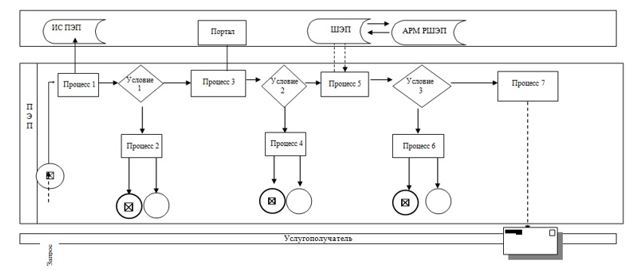 ИС ПЭП
Портал
ШЭП
АРМ РШЭП
ПЭП
Процесс 1
Условие
1
Процесс 3
Условие
2
Процесс 5
Условие
3
Процесс 7
Процесс 2
Процесс 4
Процесс 6
Услугополучатель
Запрос